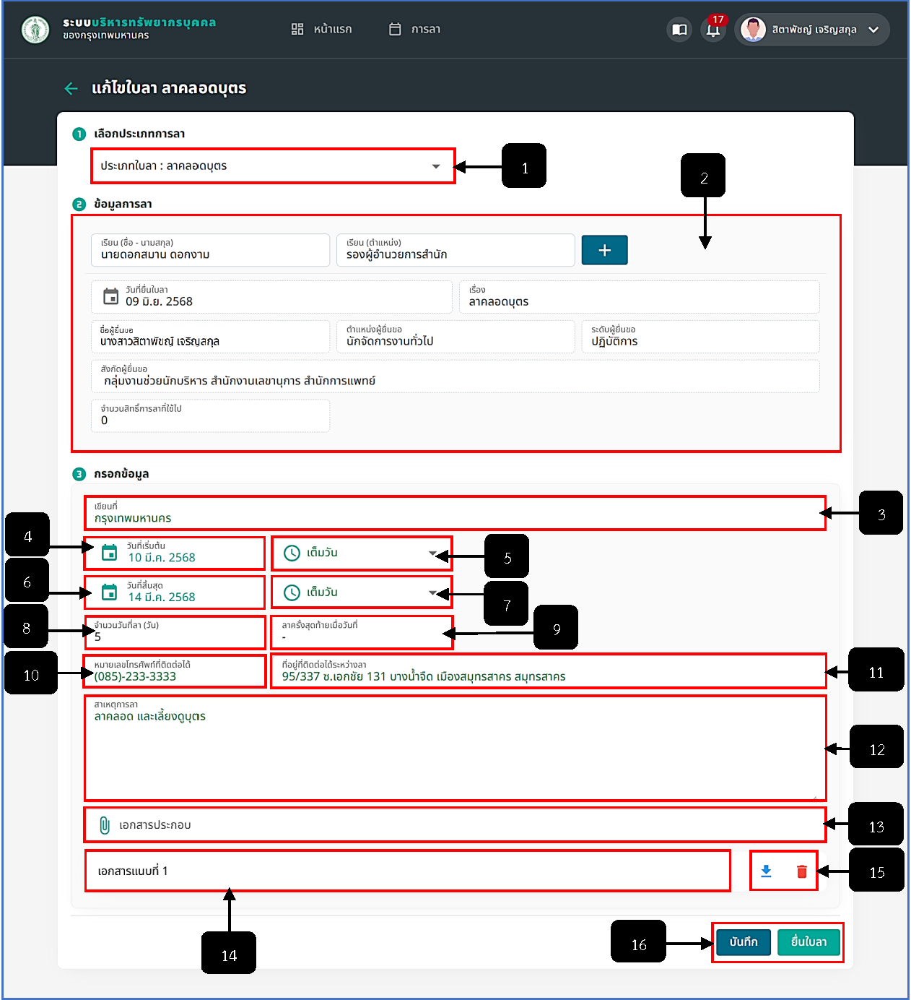 ระบบบริหารทรัพยากรบุคคล
ของกรุงเทพมหานคร
หน้าแรก
การลา
17
สิตาพัชญ์ เจริญสกุล
แก้ไขใบลา ลาคลอดบุตร
1 เลือกประเภทการลา
ประเภทใบลา : ลาคลอดบุตร
1
2
2 ข้อมูลการลา
เรียน (ชื่อ - นามสกุล)
นายดอกสมาน ดอกงาม
เรียน (ตำแหน่ง)
รองผู้อำนวยการสำนัก
+
วันที่ยื่นใบลา
09 มิ.ย. 2568
เรื่อง
ลาคลอดบุตร
ชื่อผู้ยื่นขอ
นางสาวสิตาพัชญ์ เจริญสกุล
ตำแหน่งผู้ยื่นขอ
นักจัดการงานทั่วไป
ระดับผู้ยื่นขอ
ปฏิบัติการ
สังกัดผู้ยื่นขอ
กลุ่มงานช่วยนักบริหาร สำนักงานเลขานุการ สำนักการแพทย์
จำนวนสิทธิ์การลาที่ใช้ไป
0
3 กรอกข้อมูล
เขียนที่
กรุงเทพมหานคร
3
4
วันที่เริ่มต้น
10 มี.ค. 2568
เต็มวัน
5
6
วันที่สิ้นสุด
14 มี.ค. 2568
เต็มวัน
7
8
จำนวนวันที่ลา (วัน)
5
ลาครั้งสุดท้ายเมื่อวันที่
-
9
10
หมายเลขโทรศัพท์ที่ติดต่อได้
(085)-233-3333
ที่อยู่ที่ติดต่อได้ระหว่างลา
95/337 ซ.เอกชัย 131 บางน้ำจืด เมืองสมุทรสาคร สมุทรสาคร
11
สาเหตุการลา
ลาคลอด และเลี้ยงดูบุตร
12
เอกสารประกอบ
13
เอกสารแนบที่ 1
15
14
16
บันทึก
ยื่นใบลา